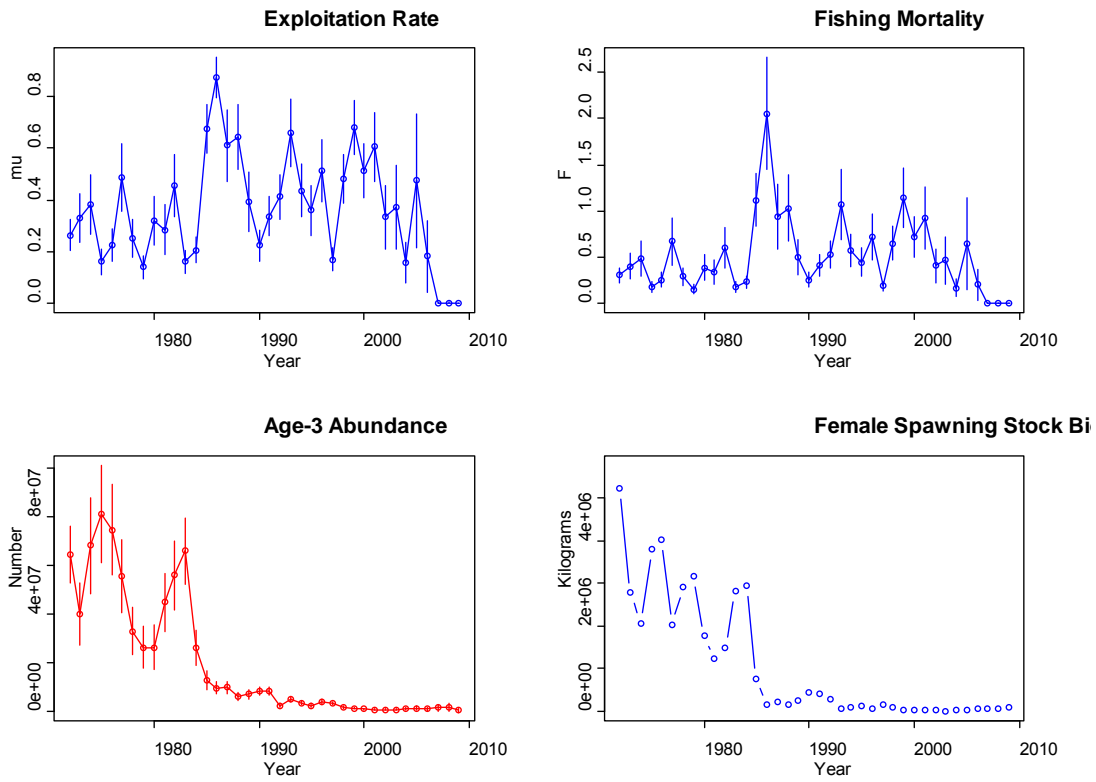 Exploitation Rate
mu
0.0 0.2 0.4 0.6 0.8
1980 1990 2000 2010
Year
Fishing Mortality
F
0.0 0.5 1.0 1.5 2.0 2.5
1980 1990 2000 2010
Year
Age-3 Abundance
Number
0e+00 4e+07 8e+07
1980 1990 2000 2010
Year
Female Spawning Stock Bi
Kilograms
0e+00 2e+06 4e+06
1980 1990 2000 2010
Year